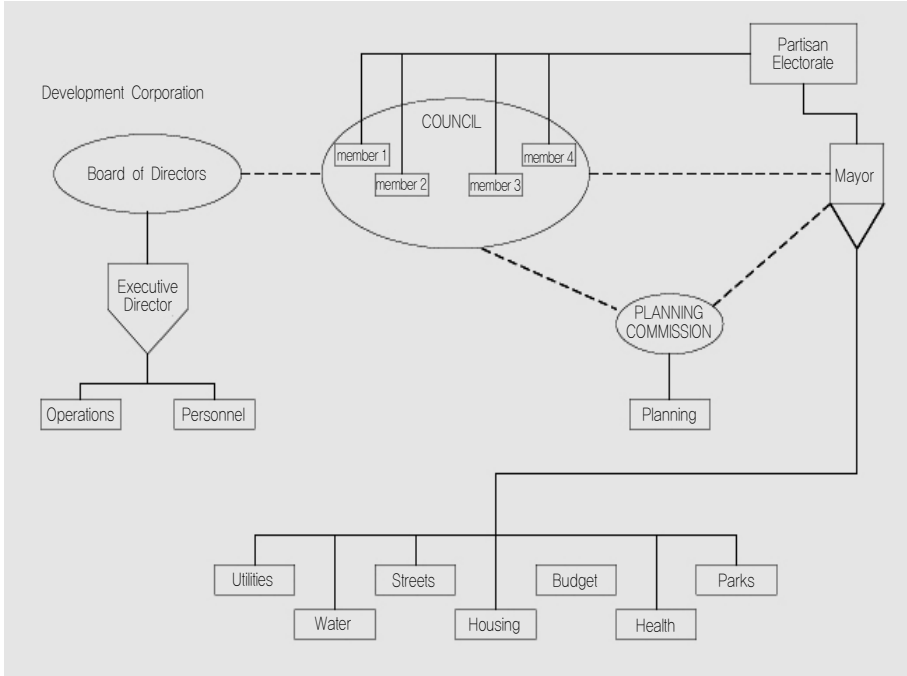 Partisan
Electorate
Development Corporation
COUNCIL
member 1
member 4
member 2
member 3
Board of Directors
Mayor
Executive
Director
PLANNING
COMMISSION
Operations
Personnel
Planning
Utilities
Streets
Budget
Parks
Water
Housing
Health